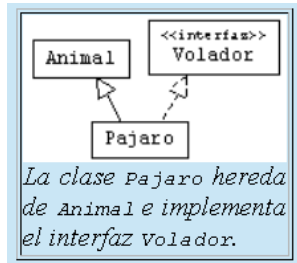 <<interfaz>>
Animal
Volador
Pajaro
La clase Pajaro hereda
de Animal e implementa
el interfaz Volador.